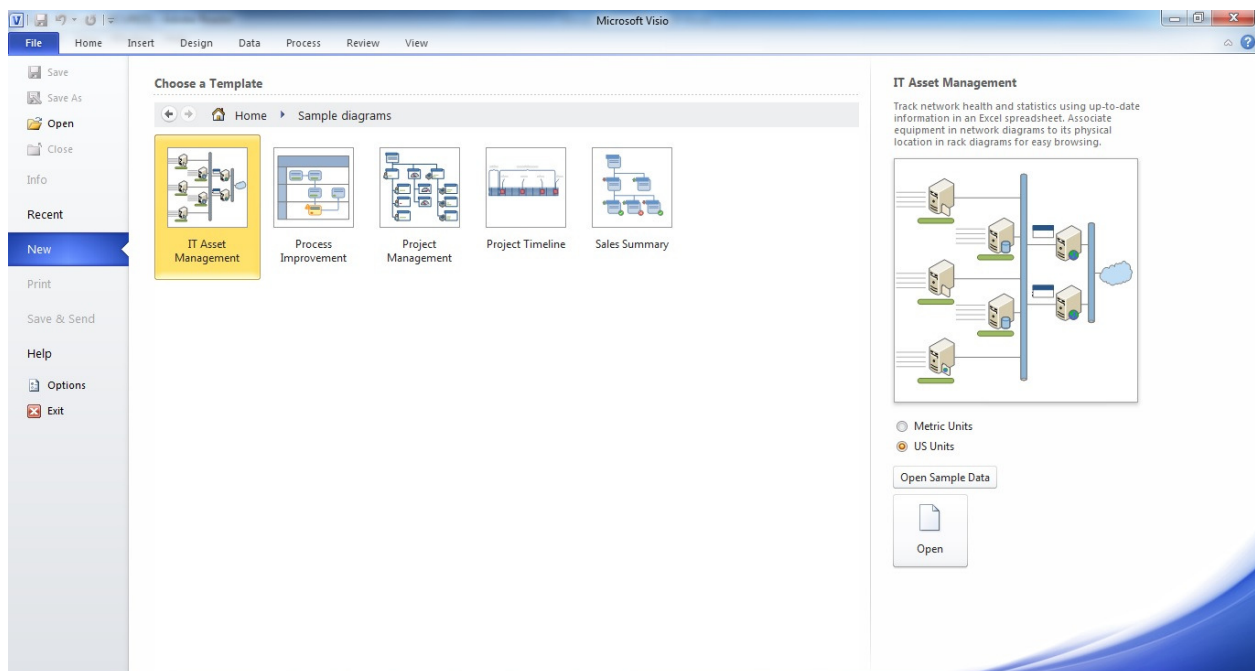 Microsoft Visio
File Home Insert Design Data Process Review View
Save
Save As
Open
Close
Info
Recent
New
Print
Save & Send
Help
Options
Exit
Choose a Template
Home Sample diagrams
IT Asset
Management
Process
Improvement
Project
Management
Project Timeline
Sales Summary
IT Asset Management
Track network health and statistics using up-to-date
information in an Excel spreadsheet. Associate
equipment in network diagrams to its physical
location in rack diagrams for easy browsing.
Metric Units
US Units
Open Sample Data
Open